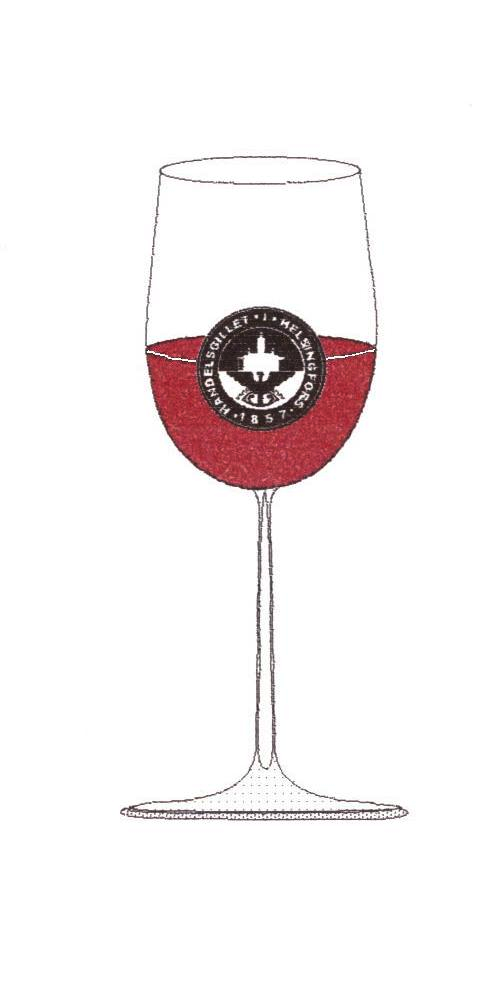 HANDELSGILLET • I • HELSINGFORS
• 1857 •